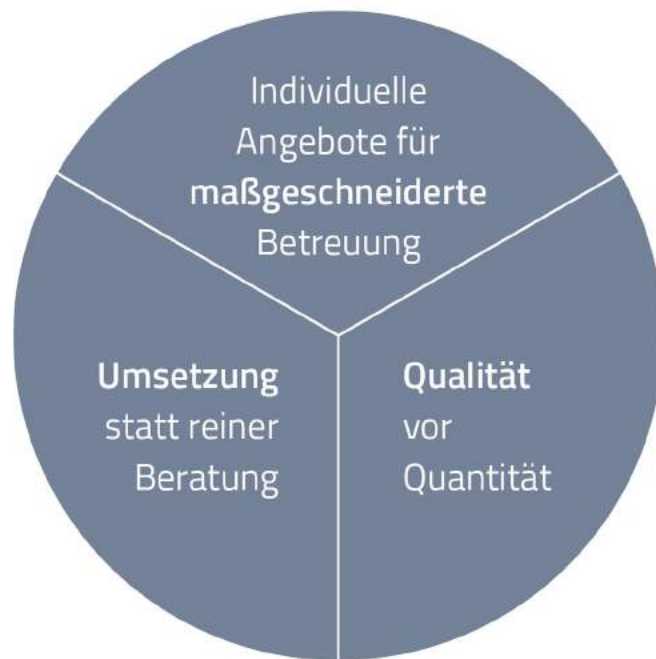 Individuelle
Angebote für
maßgeschneiderte
Betreuung
Umsetzung
statt reiner
Beratung
Qualität
vor
Quantität